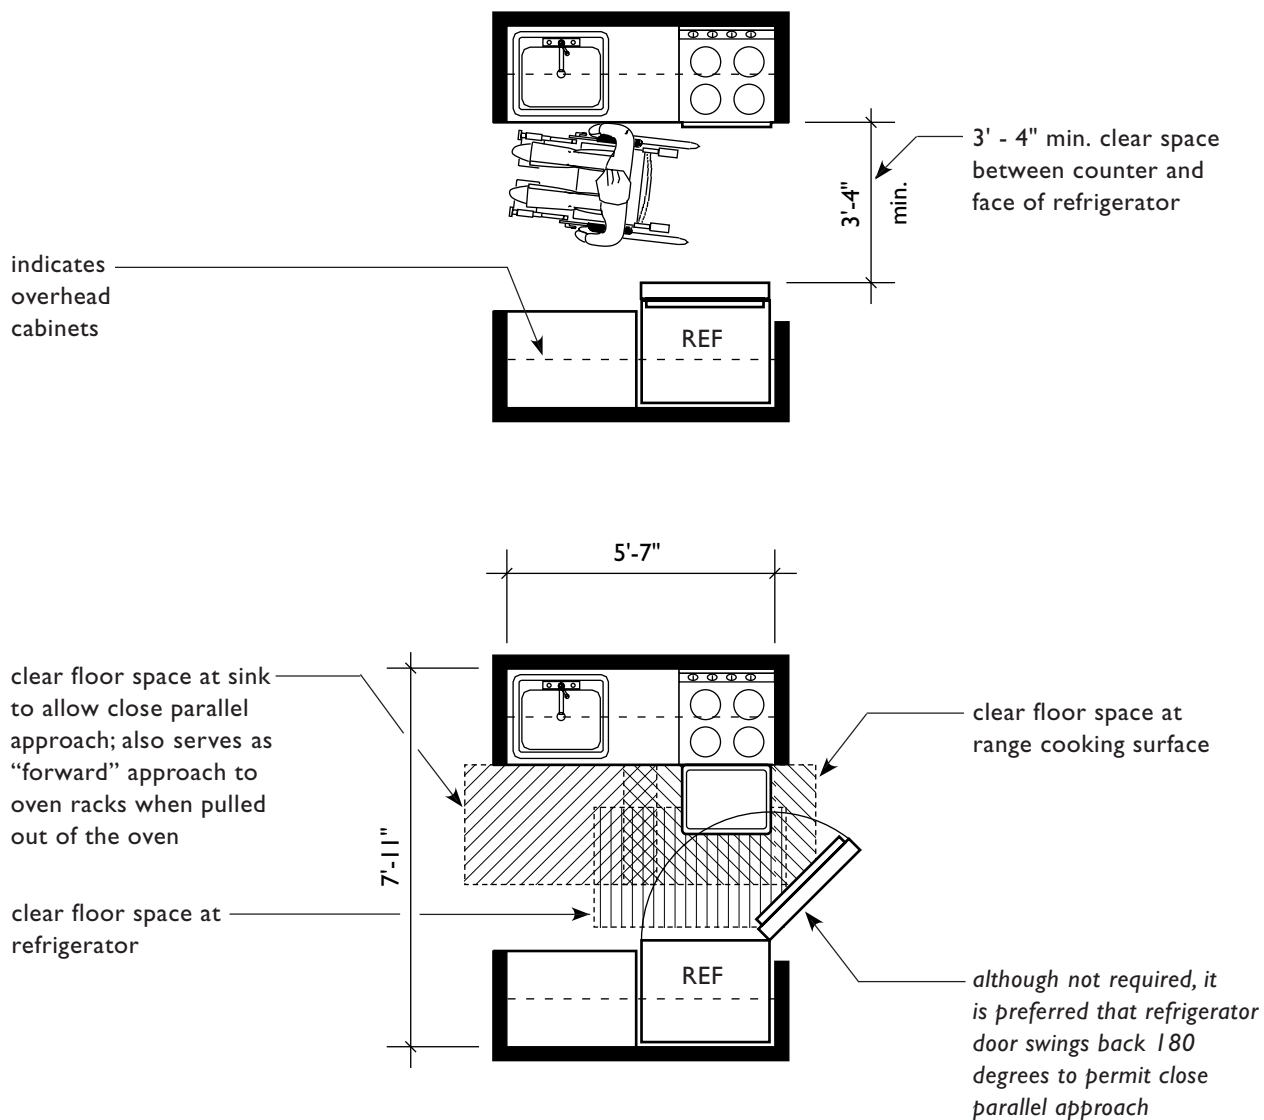 3' - 4" min. clear space
between counter and
face of refrigerator
3'-4"
min.
indicates
overhead
cabinets
REF
5'-7"
clear floor space at sink
to allow close parallel
approach; also serves as
“forward” approach to
oven racks when pulled
out of the oven
clear floor space at
range cooking surface
7'-11"
clear floor space at
refrigerator
REF
although not required, it
is preferred that refrigerator
door swings back 180
degrees to permit close
parallel approach